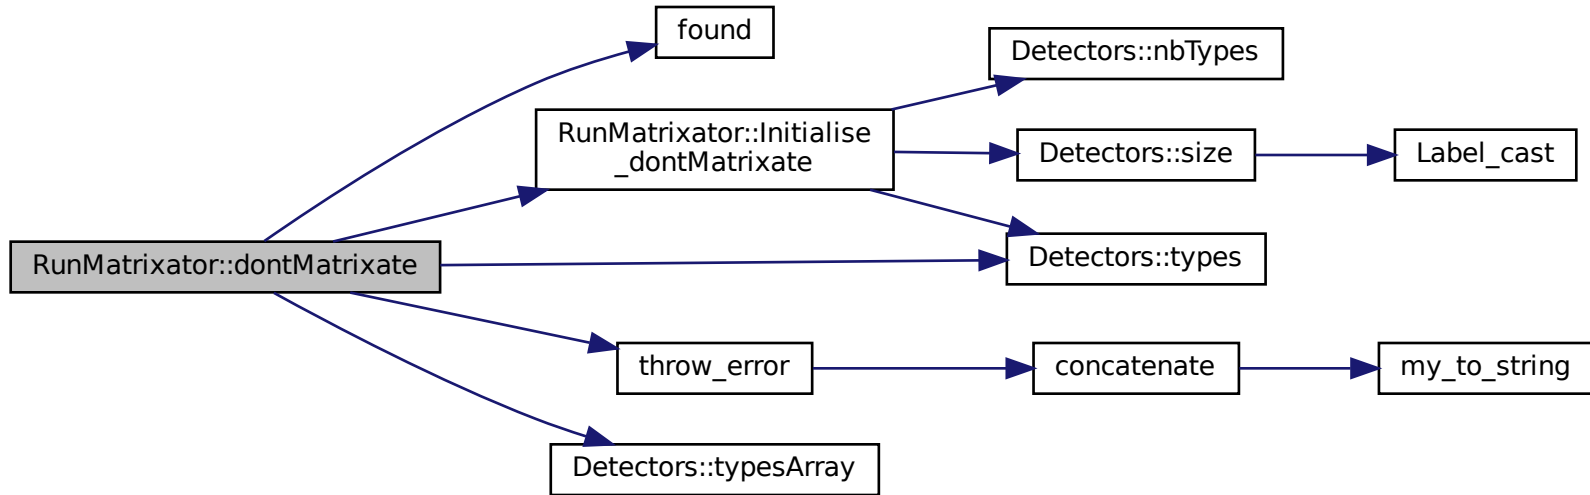 found
Detectors::nbTypes
RunMatrixator::Initialise
_dontMatrixate
Detectors::size
Label_cast
RunMatrixator::dontMatrixate
Detectors::types
throw_error
concatenate
my_to_string
Detectors::typesArray